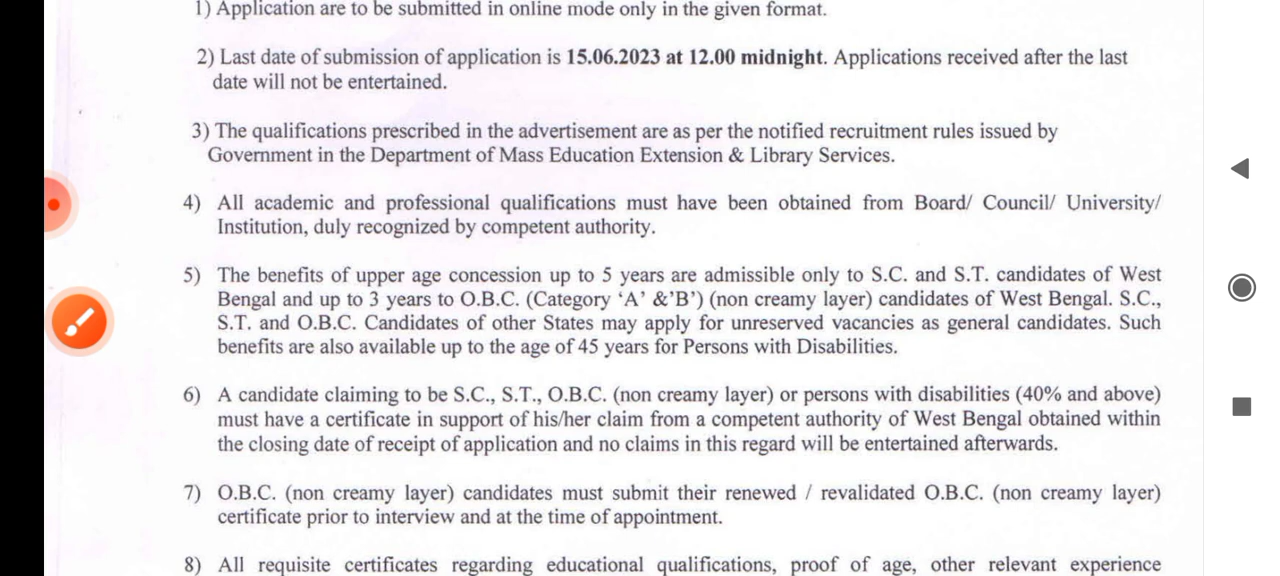 1) Application are to be submitted in online mode only in the given format.
2) Last date of submission of application is 15.06.2023 at 12.00 midnight. Applications received after the last
date will not be entertained.
3) The qualifications prescribed in the advertisement are as per the notified recruitment rules issued by
Government in the Department of Mass Education Extension & Library Services.
4) All academic and professional qualifications must have been obtained from Board/ Council/ University/
Institution, duly recognized by competent authority.
5) The benefits of upper age concession up to 5 years are admissible only to S.C. and S.T. candidates of West
Bengal and up to 3 years to O.B.C. (Category ‘A’ &’B’) (non creamy layer) candidates of West Bengal. S.C.,
S.T. and O.B.C. Candidates of other States may apply for unreserved vacancies as general candidates. Such
benefits are also available up to the age of 45 years for Persons with Disabilities.
6) A candidate claiming to be S.C., S.T., O.B.C. (non creamy layer) or persons with disabilities (40% and above)
must have a certificate in support of his/her claim from a competent authority of West Bengal obtained within
the closing date of receipt of application and no claims in this regard will be entertained afterwards.
7) O.B.C. (non creamy layer) candidates must submit their renewed / revalidated O.B.C. (non creamy layer)
certificate prior to interview and at the time of appointment.
8) All requisite certificates regarding educational qualifications, proof of age, other relevant experience